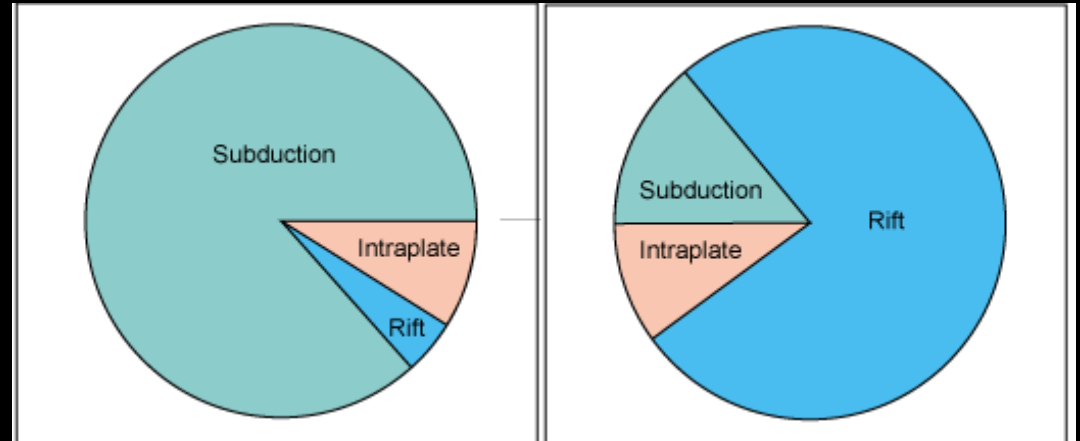 Subduction
Intraplate
Rift
Subduction
Intraplate
Rift